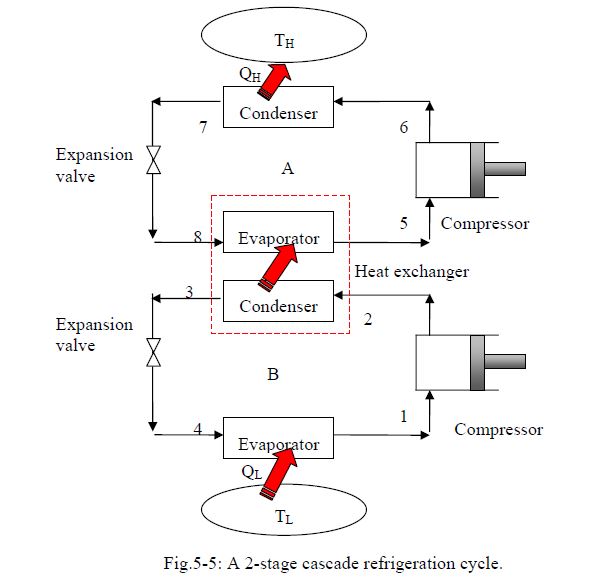 T_H
Q_H
Condenser
7
6
Expansion
valve
A
8
Evaporator
5
Compressor
Heat exchanger
3
Condenser
2
Expansion
valve
B
4
Evaporator
1
Compressor
Q_L
T_L
Fig.5-5: A 2-stage cascade refrigeration cycle.